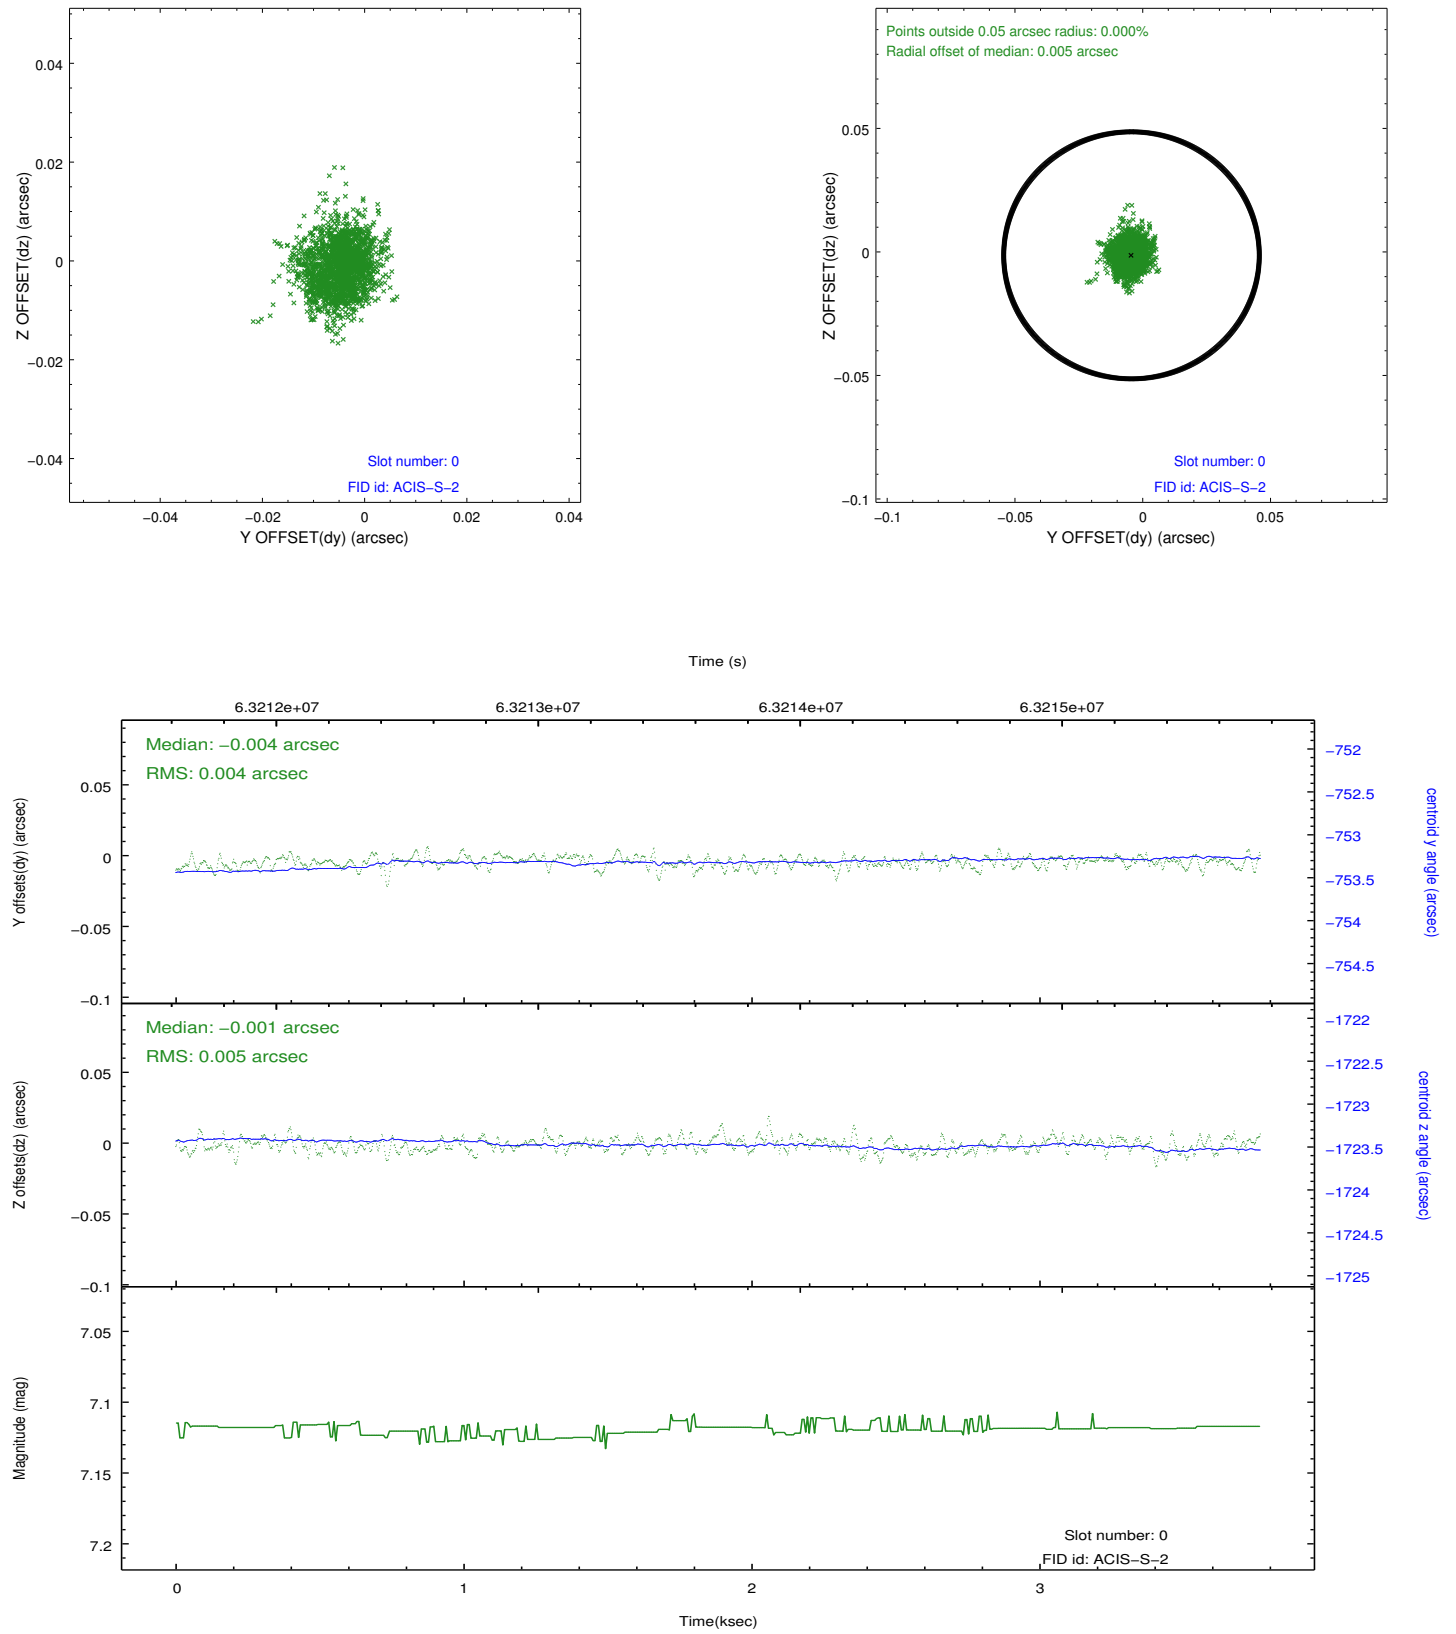 0.04
0.02
0
−0.02
−0.04
Z OFFSET(dz) (arcsec)
Slot number: 0
FID id: ACIS−S−2
−0.04
−0.02
0
0.02
0.04
Y OFFSET(dy) (arcsec)
Points outside 0.05 arcsec radius: 0.000%
Radial offset of median: 0.005 arcsec
0.05
0
−0.05
−0.1
Z OFFSET(dz) (arcsec)
Slot number: 0
FID id: ACIS−S−2
−0.1
−0.05
0
0.05
Y OFFSET(dy) (arcsec)
Time (s)
6.3212e+07
6.3213e+07
6.3214e+07
6.3215e+07
Median: −0.004 arcsec
RMS: 0.004 arcsec
0.05
0
−0.05
−0.1
Y offsets(dy) (arcsec)
−752
−752.5
−753
−753.5
−754
−754.5
centroid y angle (arcsec)
Median: −0.001 arcsec
RMS: 0.005 arcsec
0.05
0
−0.05
−0.1
Z offsets(dz) (arcsec)
−1722
−1722.5
−1723
−1723.5
−1724
−1724.5
−1725
centroid z angle (arcsec)
7.05
7.1
7.15
7.2
Magnitude (mag)
Slot number: 0
FID id: ACIS−S−2
0
1
2
3
Time(ksec)